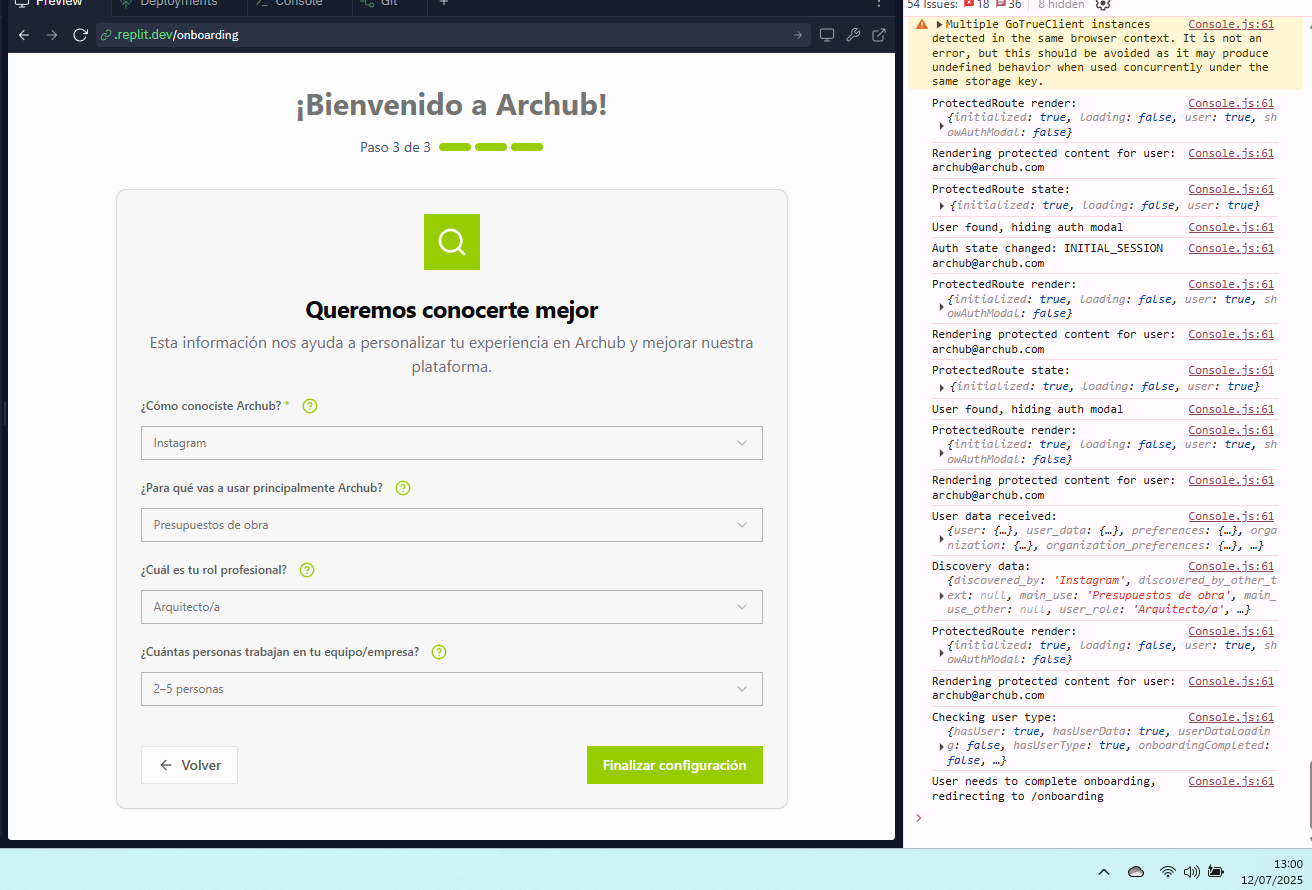 Preview
Deployments
Console
Git
54 Issues: 18 36 8 hidden
.replit.dev/onboarding
¡Bienvenido a Archub!
Paso 3 de 3
Queremos conocerte mejor
Esta información nos ayuda a personalizar tu experiencia en Archub y mejorar nuestra
plataforma.
¿Cómo conociste Archub? *
Instagram
¿Para qué vas a usar principalmente Archub?
Presupuestos de obra
¿Cuál es tu rol profesional?
Arquitecto/a
¿Cuántas personas trabajan en tu equipo/empresa?
2–5 personas
Volver
Finalizar configuración
Multiple GoTrueClient instances Console.js:61
detected in the same browser context. It is not an
error, but this should be avoided as it may produce
undefined behavior when used concurrently under the
same storage key.
ProtectedRoute render: Console.js:61
{initialized: true, loading: false, user: true, sh
owAuthModal: false}
Rendering protected content for user: Console.js:61
archub@archub.com
ProtectedRoute state: Console.js:61
{initialized: true, loading: false, user: true}
User found, hiding auth modal Console.js:61
Auth state changed: INITIAL_SESSION Console.js:61
archub@archub.com
ProtectedRoute render: Console.js:61
{initialized: true, loading: false, user: true, sh
owAuthModal: false}
Rendering protected content for user: Console.js:61
archub@archub.com
ProtectedRoute state: Console.js:61
{initialized: true, loading: false, user: true}
User found, hiding auth modal Console.js:61
ProtectedRoute render: Console.js:61
{initialized: true, loading: false, user: true, sh
owAuthModal: false}
Rendering protected content for user: Console.js:61
archub@archub.com
User data received: Console.js:61
{user: {…}, user_data: {…}, preferences: {…}, orga
nization: {…}, organization_preferences: {…}, …}
Discovery data: Console.js:61
{discovered_by: 'Instagram', discovered_by_other_t
ext: null, main_use: 'Presupuestos de obra', main_
use_other: null, user_role: 'Arquitecto/a', …}
ProtectedRoute render: Console.js:61
{initialized: true, loading: false, user: true, sh
owAuthModal: false}
Rendering protected content for user: Console.js:61
archub@archub.com
Checking user type: Console.js:61
{hasUser: true, hasUserData: true, userDataLoadin
g: false, hasUserType: true, onboardingCompleted:
false, …}
User needs to complete onboarding, Console.js:61
redirecting to /onboarding
13:00
12/07/2025